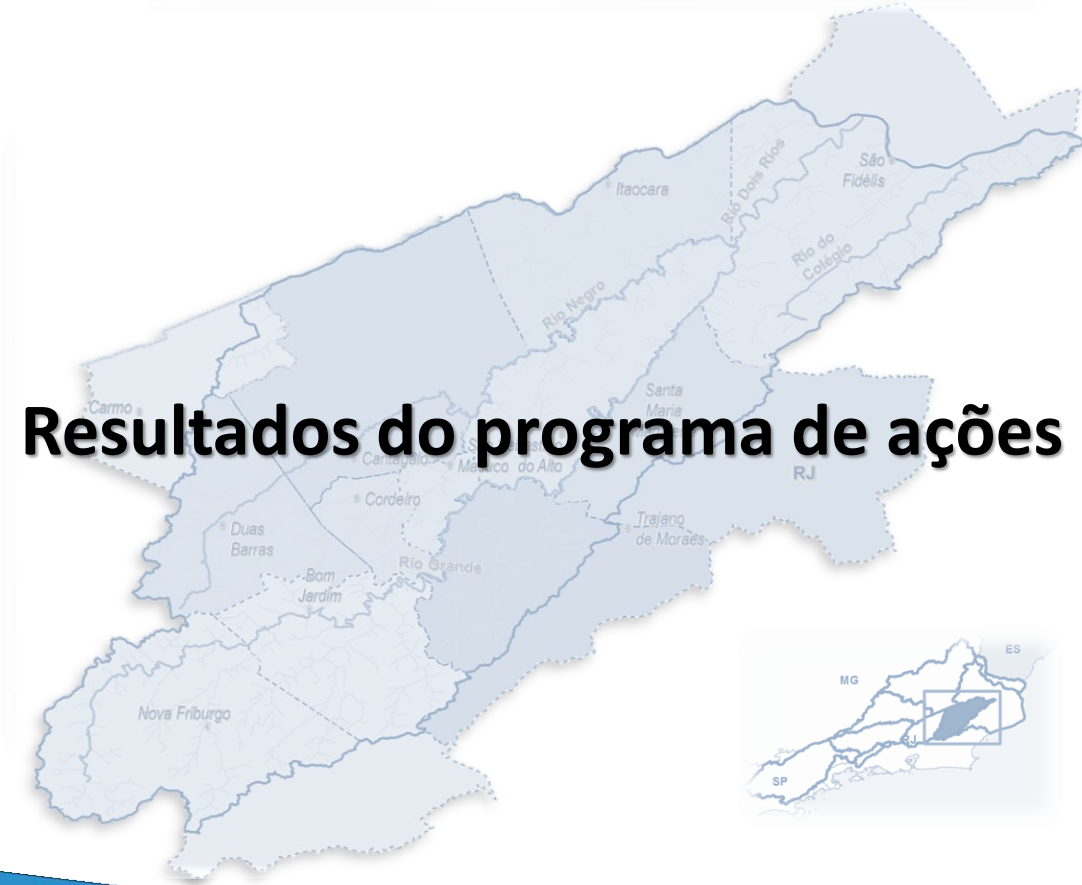 Itaocara
Rio Dois Rios
São
Fidélis
Rio do
Colégio
Rio Negro
Carmo
Santa
Maria
Resultados do programa de ações
Cantagalo
Macuco
do Alto
RJ
Cordeiro
Duas
Barras
Trajano
de Moraes
Rio Grande
Bom
Jardim
Nova Friburgo
ES
MG
RJ
SP